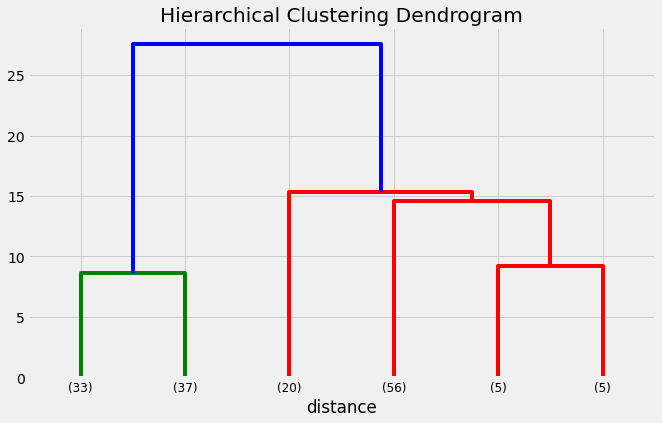 Hierarchical Clustering Dendrogram
25
20
15
10
5
0
(33) (37) (20) (56) (5) (5)
distance